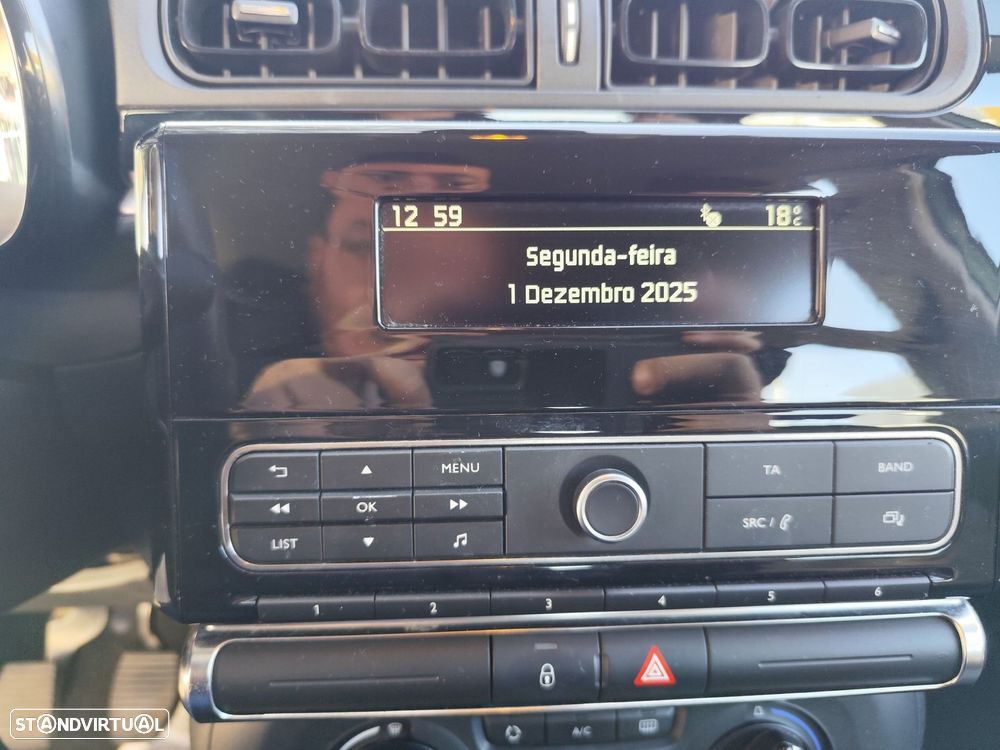 12 59 18°C
Segunda-feira
1 Dezembro 2025
MENU
TA
BAND
OK
SRC /
LIST
1 2 3 4 5 6
A/C
STANDVIRTUAL